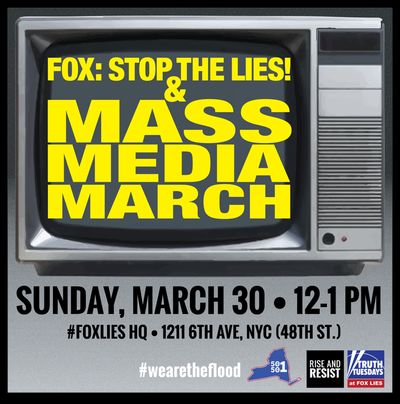 FOX: STOP THE LIES!
&
MASS
MEDIA
MARCH
SUNDAY, MARCH 30 • 12-1 PM
#FOXLIES HQ • 1211 6TH AVE, NYC (48TH ST.)
#wearetheflood
50
50
1
RISE AND
RESIST
TRUTH
TUESDAYS
at FOX LIES